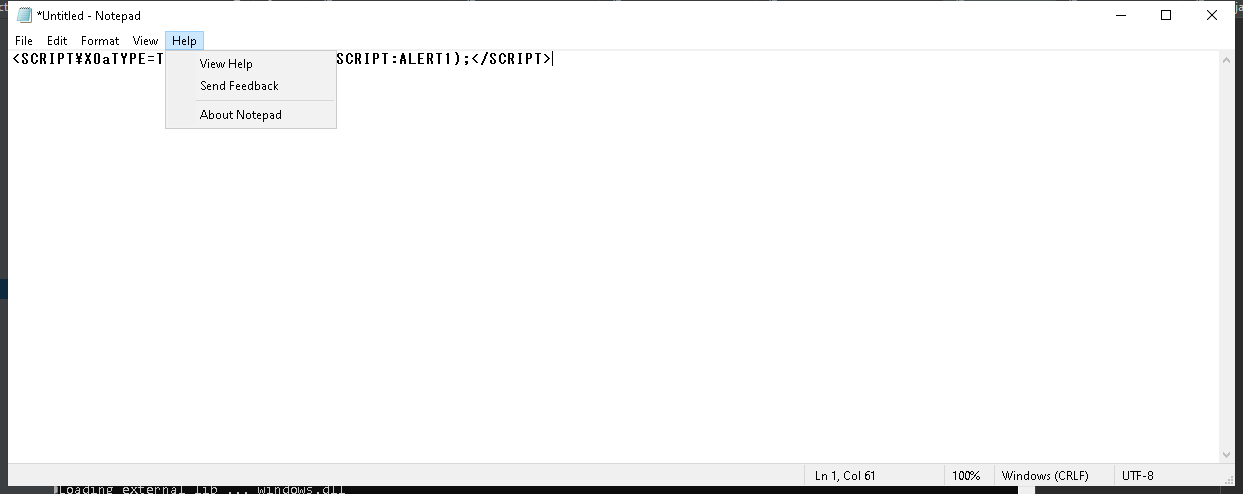 *Untitled - Notepad
File Edit Format View Help
<SCRIPT¥X0aTYPE=T SCRIPT:ALERT1);</SCRIPT>
View Help
Send Feedback
About Notepad
Ln 1, Col 61 100% Windows (CRLF) UTF-8
Loading external lib ... windows.dll